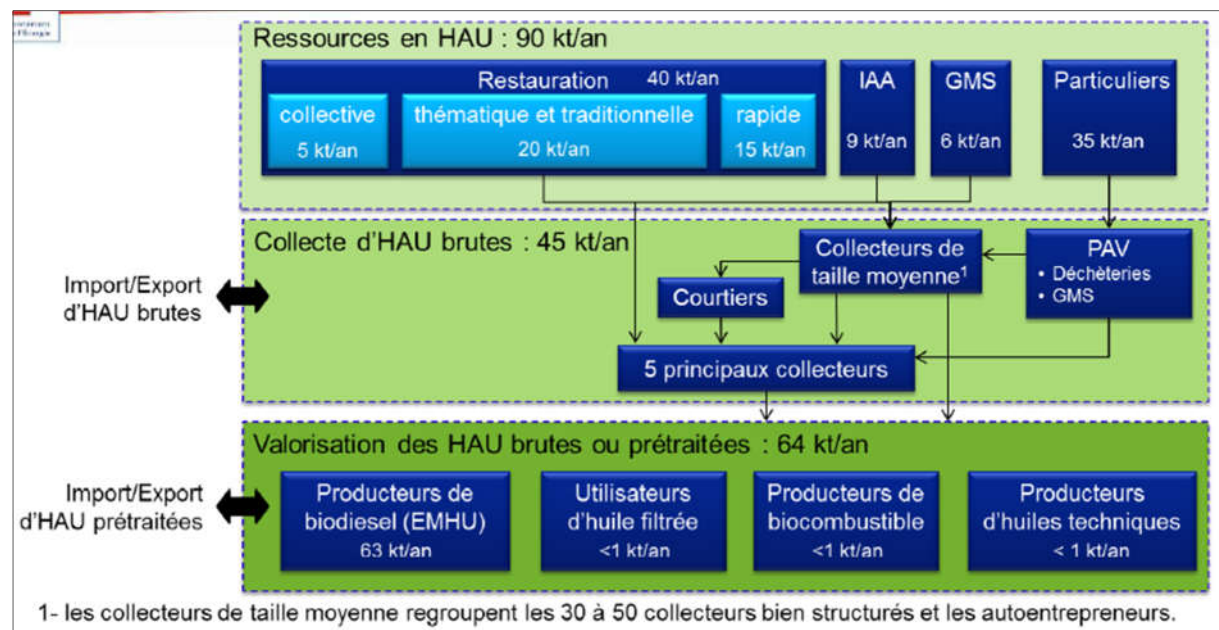 Ressources en HAU : 90 kt/an
Restauration 40 kt/an
collective
5 kt/an
thématique et traditionnelle
20 kt/an
rapide
15 kt/an
IAA
9 kt/an
GMS
6 kt/an
Particuliers
35 kt/an
Collecte d'HAU brutes : 45 kt/an
Import/Export
d'HAU brutes
Collecteurs de
taille moyenne1
PAV
• Déchèteries
• GMS
Courtiers
5 principaux collecteurs
Valorisation des HAU brutes ou prétraitées : 64 kt/an
Import/Export
d'HAU prétraitées
Producteurs de
biodiesel (EMHU)
63 kt/an
Utilisateurs
d'huile filtrée
<1 kt/an
Producteurs de
biocombustible
<1 kt/an
Producteurs
d'huiles techniques
< 1 kt/an
1- les collecteurs de taille moyenne regroupent les 30 à 50 collecteurs bien structurés et les autoentrepreneurs.